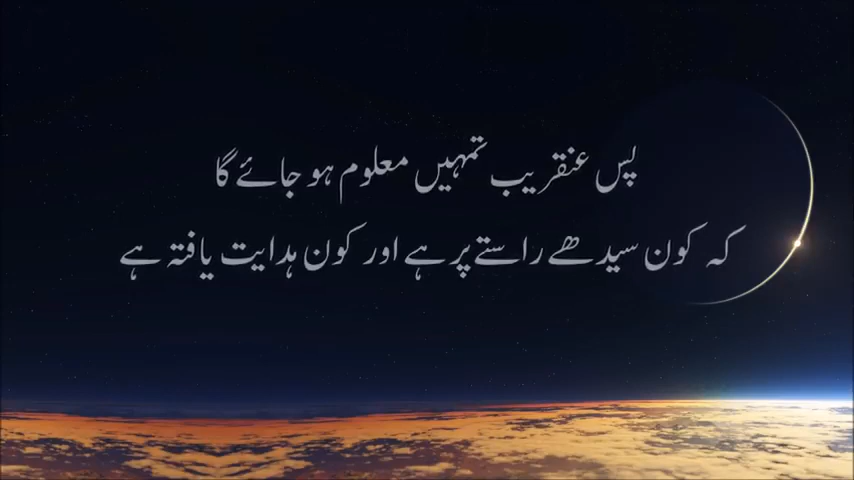 پس عنقریب تمہیں معلوم ہو جائے گا
کہ کون سیدھے راستے پر ہے اور کون ہدایت یافتہ ہے